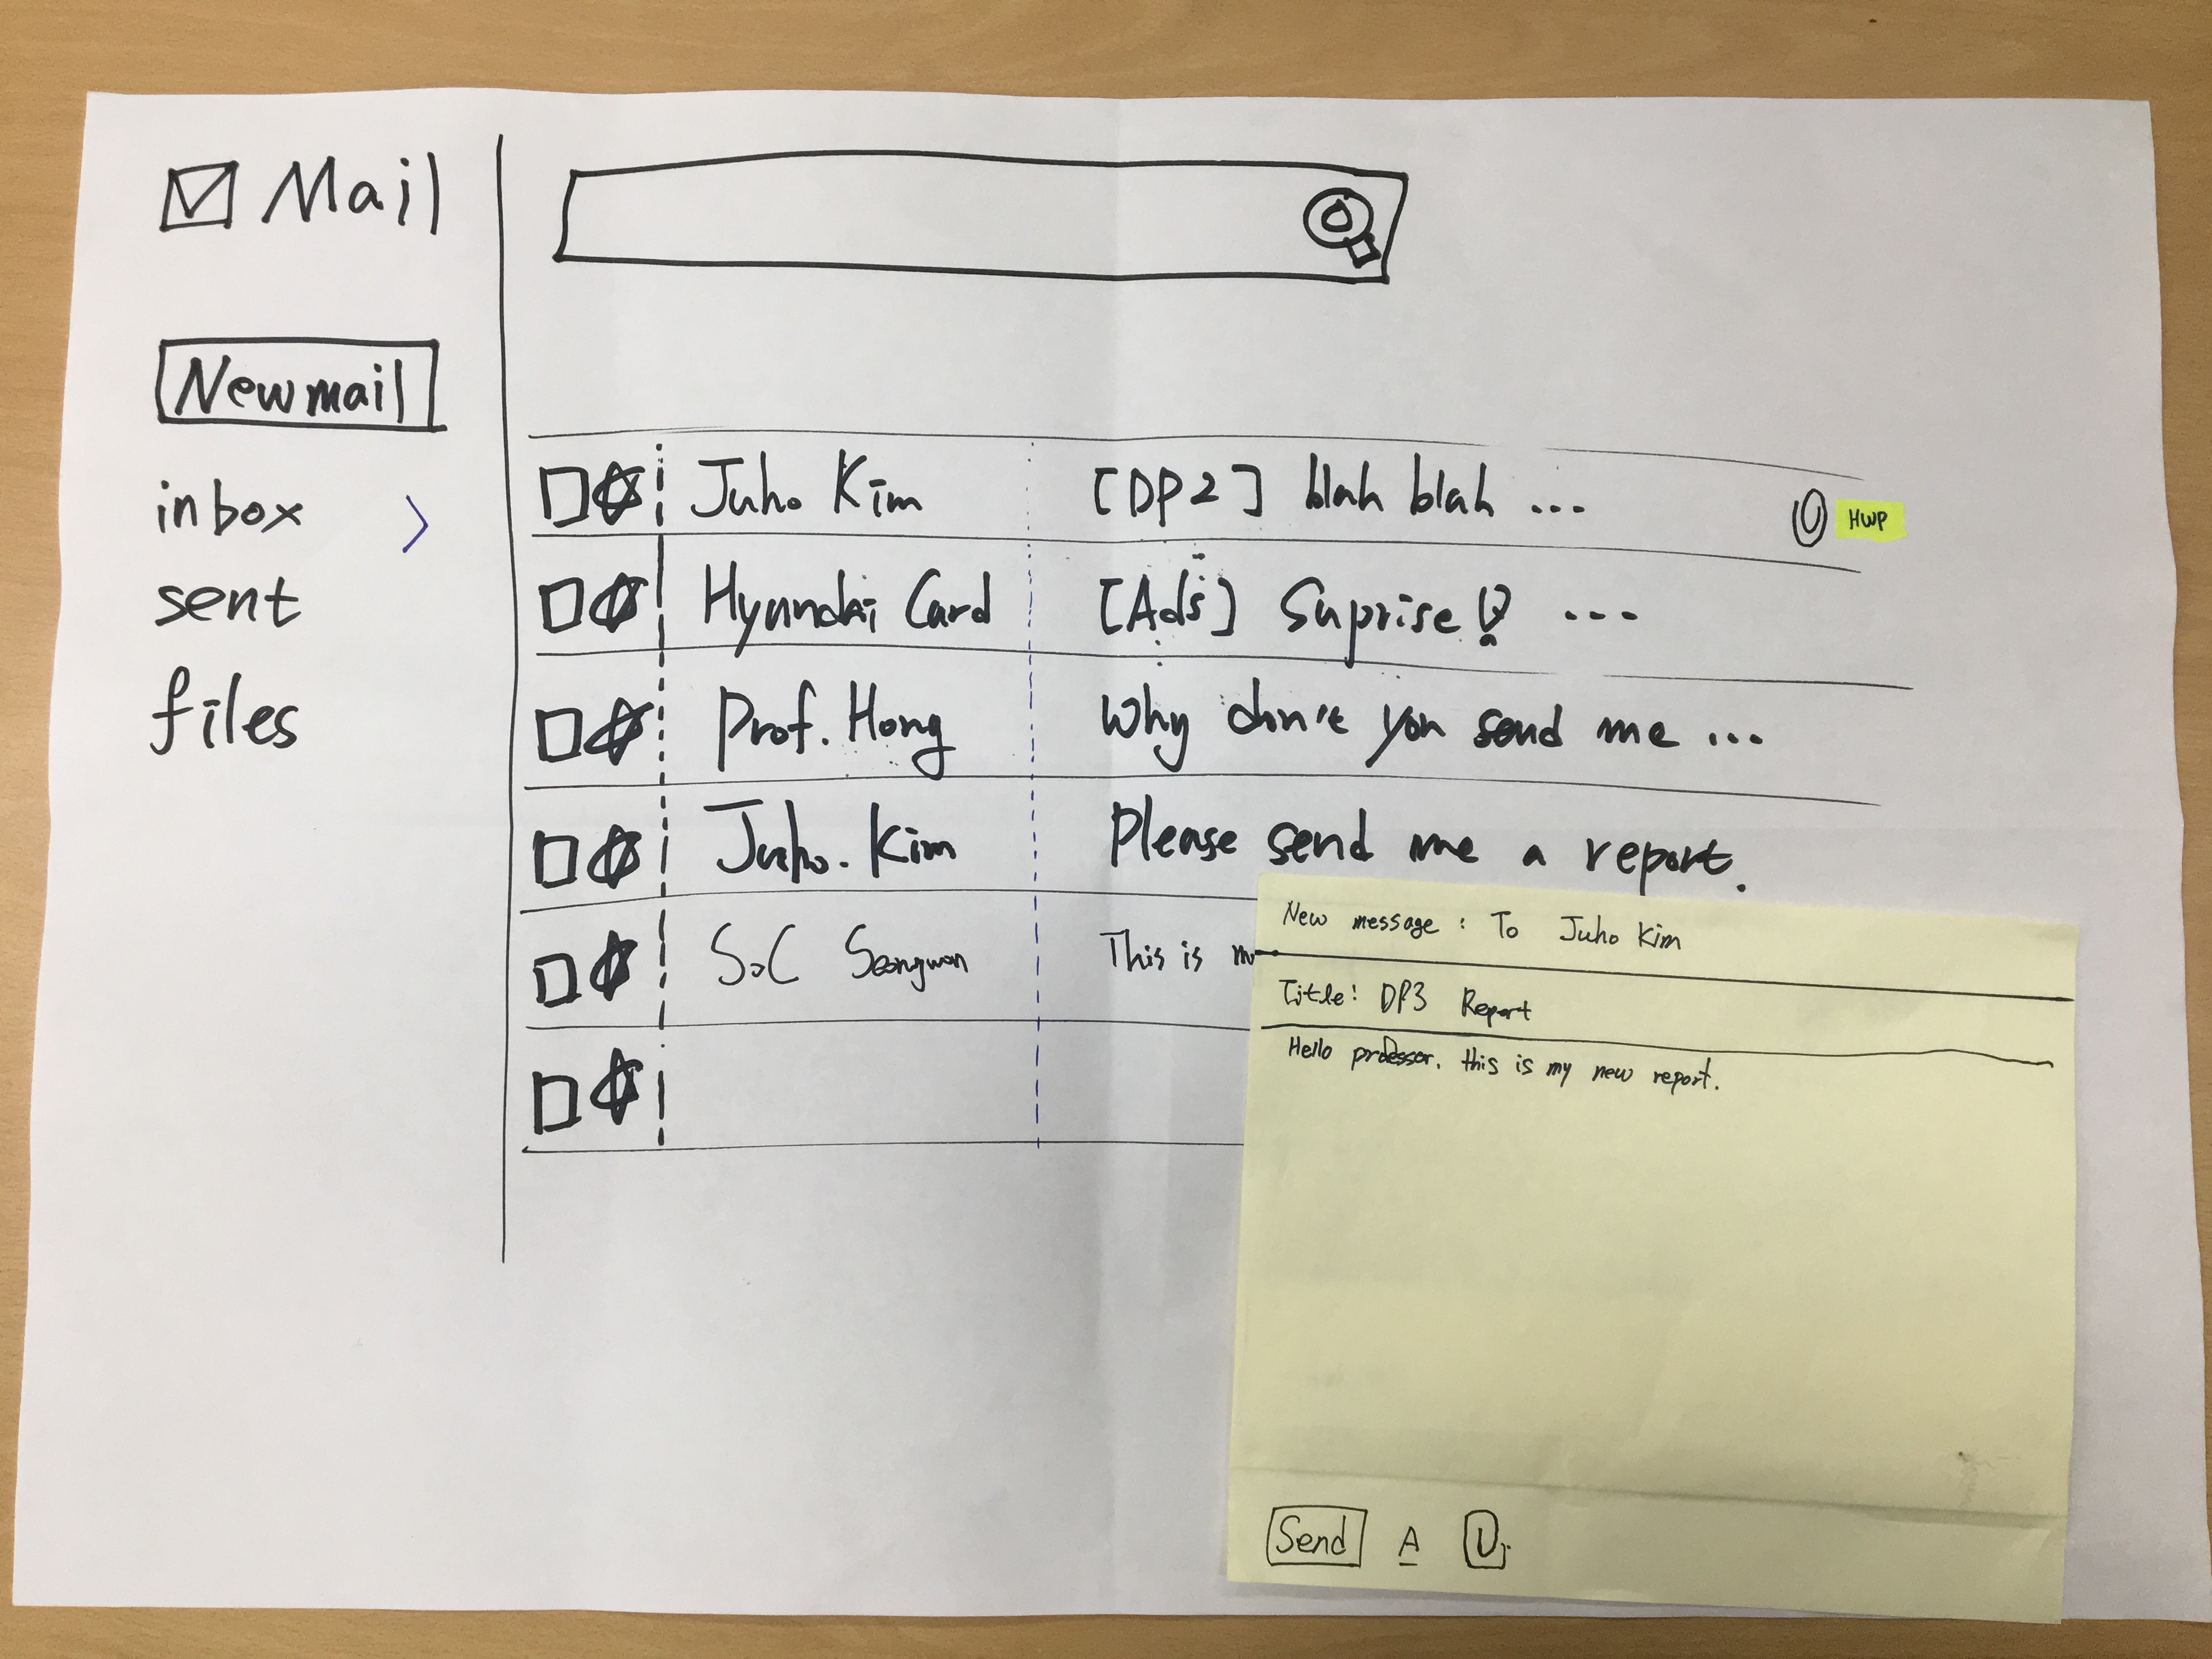 Mail
New mail
inbox >
sent
files
Juho Kim [DP2] blah blah ... HWP
Hyundai Card [Ads] Suprise! ...
Prof. Hong Why don't you send me ...
Juho. Kim Please send me a report.
SoC Seongwon This is m
New message : To Juho Kim
Title: DP3 Report
Hello professor. this is my new report.
Send A